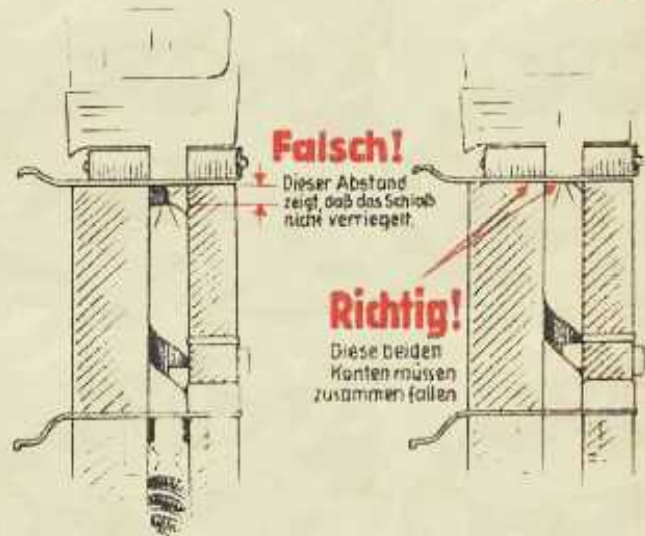 Falsch!
Dieser Abstand
zeigt, daß das Schloß
nicht verriegelt.
Richtig!
Diese beiden
Kanten müssen
zusammen fallen